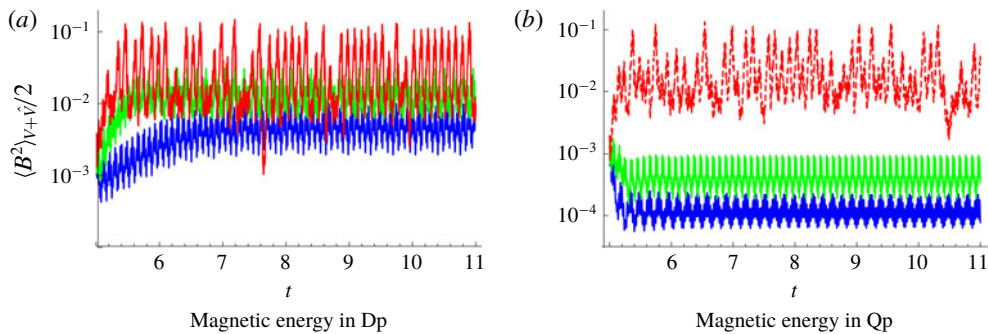 (a)
(b)
⟨B²⟩V+V̂/2
10⁻¹
10⁻²
10⁻³
6 7 8 9 10 11
t
Magnetic energy in Dp
10⁻¹
10⁻²
10⁻³
10⁻⁴
6 7 8 9 10 11
t
Magnetic energy in Qp